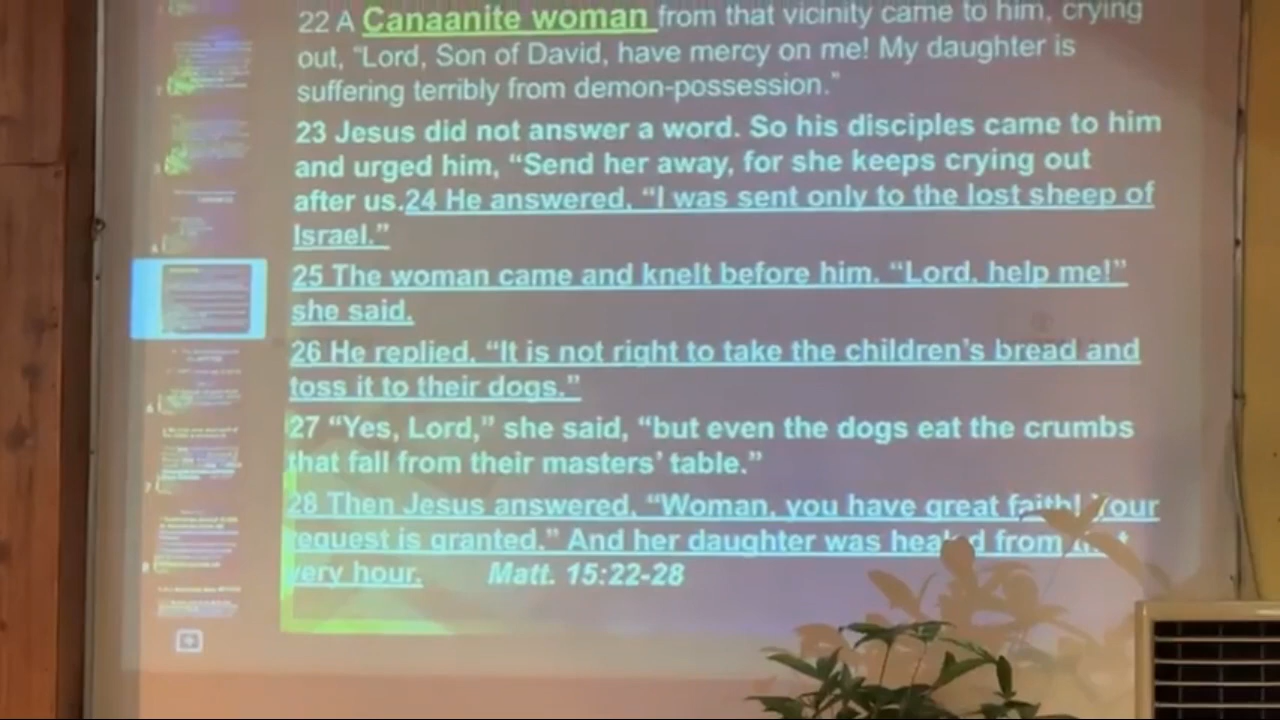 22 A Canaanite woman from that vicinity came to him, crying
out, “Lord, Son of David, have mercy on me! My daughter is
suffering terribly from demon-possession.”
23 Jesus did not answer a word. So his disciples came to him
and urged him, “Send her away, for she keeps crying out
after us.24 He answered, “I was sent only to the lost sheep of
Israel.”
25 The woman came and knelt before him. “Lord, help me!”
she said.
26 He replied, “It is not right to take the children’s bread and
toss it to their dogs.”
27 “Yes, Lord,” she said, “but even the dogs eat the crumbs
that fall from their masters’ table.”
28 Then Jesus answered, “Woman, you have great faith! Your
request is granted.” And her daughter was healed from that
very hour. Matt. 15:22-28